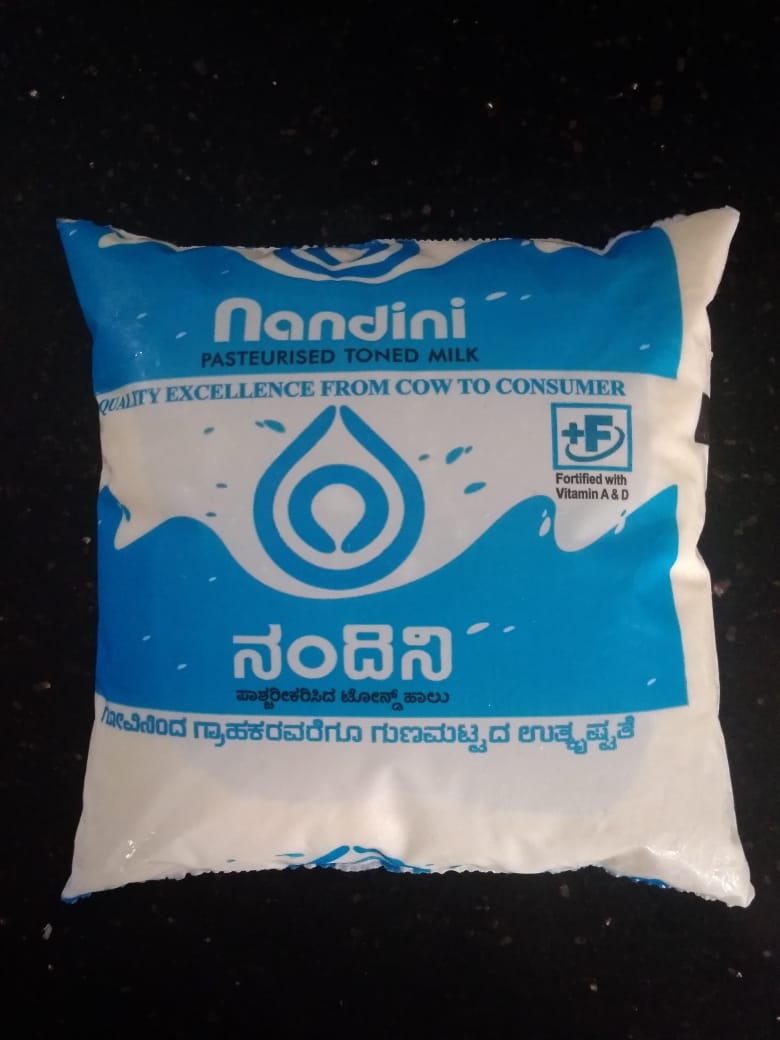 nandini
PASTEURISED TONED MILK
QUALITY EXCELLENCE FROM COW TO CONSUMER
+F
Fortified with
Vitamin A & D
ನಂದಿನಿ
ಪಾಶ್ಚರೀಕರಿಸಿದ ಟೋನ್ಡ್ ಹಾಲು
ಗೋವಿನಿಂದ ಗ್ರಾಹಕರವರೆಗೂ ಗುಣಮಟ್ಟದ ಉತ್ಕೃಷ್ಟತೆ